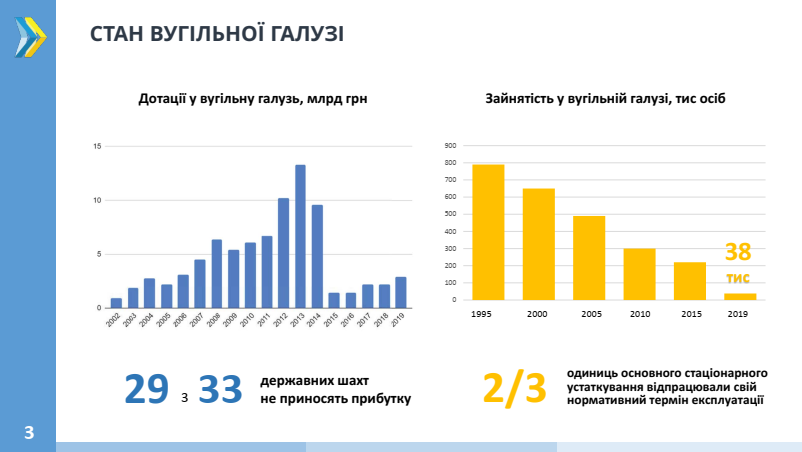 СТАН ВУГІЛЬНОЇ ГАЛУЗІ
Дотації у вугільну галузь, млрд грн
15
10
5
0
2002 2003 2004 2005 2006 2007 2008 2009 2010 2011 2012 2013 2014 2015 2016 2017 2018 2019
Зайнятість у вугільній галузі, тис осіб
900
800
700
600
500
400
300
200
100
0
38
тис
1995 2000 2005 2010 2015 2019
29 з 33
державних шахт
не приносять прибутку
2/3
одиниць основного стаціонарного
устаткування відпрацювали свій
нормативний термін експлуатації
3